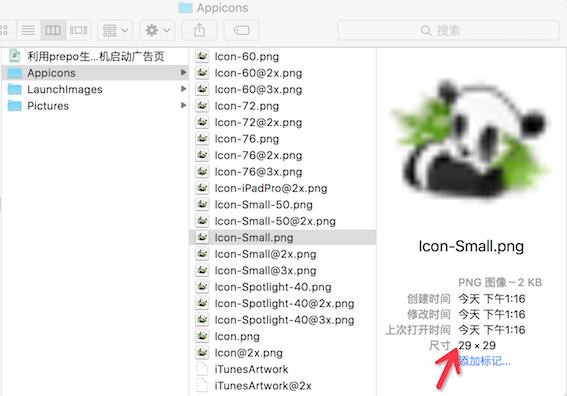 Appicons
搜索
利用prepo生...机启动广告页
Appicons
LaunchImages
Pictures
Icon-60.png
Icon-60@2x.png
Icon-60@3x.png
Icon-72.png
Icon-72@2x.png
Icon-76.png
Icon-76@2x.png
Icon-76@3x.png
Icon-iPadPro@2x.png
Icon-Small-50.png
Icon-Small-50@2x.png
Icon-Small.png
Icon-Small@2x.png
Icon-Small@3x.png
Icon-Spotlight-40.png
Icon-Spotlight-40@2x.png
Icon-Spotlight-40@3x.png
Icon.png
Icon@2x.png
iTunesArtwork
iTunesArtwork@2x
Icon-Small.png
PNG 图像－2 KB
创建时间 今天 下午1:16
修改时间 今天 下午1:16
上次打开时间 今天 下午1:16
尺寸 29 × 29
添加标记...